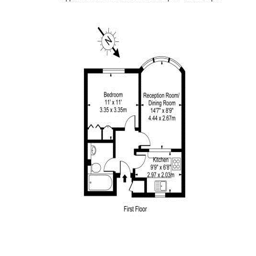 N
Bedroom
11' x 11'
3.35 x 3.35m
Reception Room/
Dining Room
14'7" x 8'9"
4.44 x 2.67m
Kitchen
9'9" x 6'8"
2.97 x 2.03m
First Floor